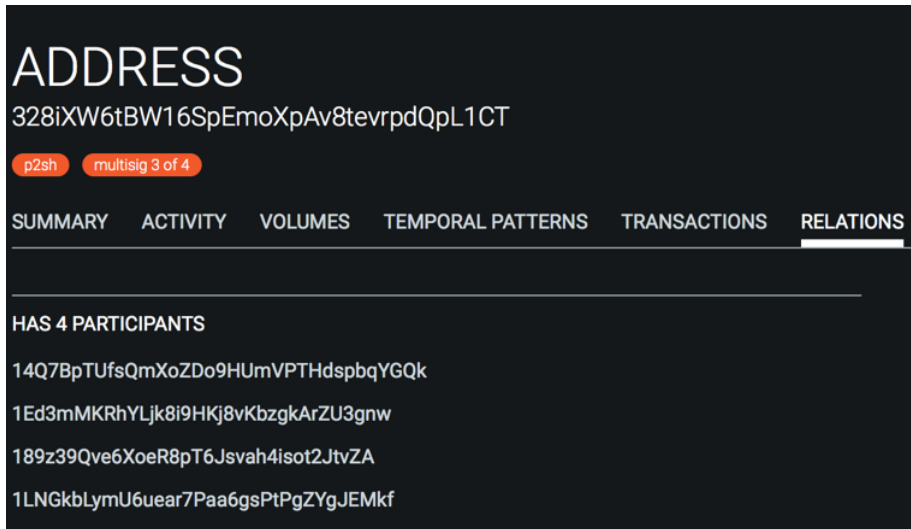 ADDRESS
328iXW6tBW16SpEmoXpAv8tevrpdQpL1CT
p2sh multisig 3 of 4
SUMMARY ACTIVITY VOLUMES TEMPORAL PATTERNS TRANSACTIONS RELATIONS
HAS 4 PARTICIPANTS
14Q7BpTUfsQmXoZDo9HUmVPTHdspbqYGQk
1Ed3mMKRhYLjk8i9HKj8vKbzgkArZU3gnw
189z39Qve6XoeR8pT6Jsvah4isot2JtvZA
1LNGkbLymU6uear7Paa6gsPtPgZYgJEMkf